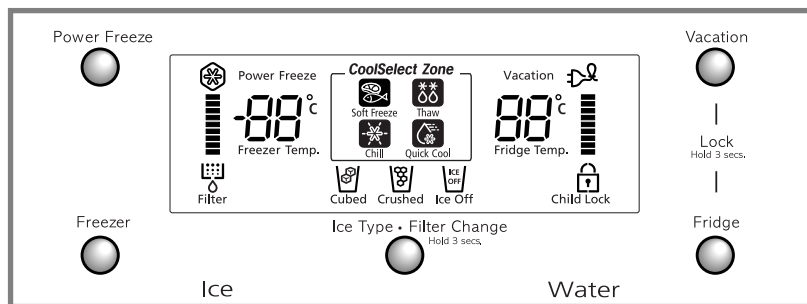 Power Freeze
Vacation
CoolSelect Zone
Power Freeze
Vacation
-88°c
88°c
Soft Freeze
Thaw
Freezer Temp.
Fridge Temp.
Chill
Quick Cool
Lock
Hold 3 secs.
ICE
OFF
Filter
Cubed
Crushed
Ice Off
Child Lock
Freezer
Ice Type • Filter Change
Hold 3 secs.
Fridge
Ice
Water